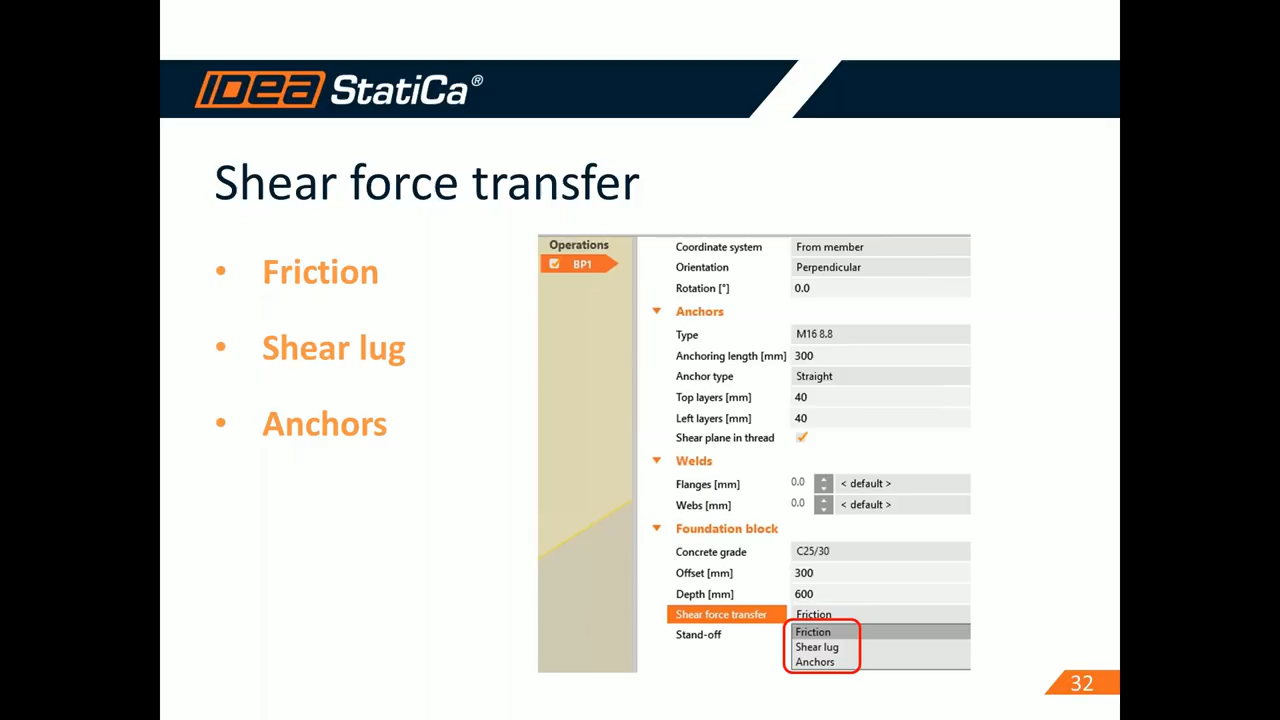 IDEA StatiCa®
Shear force transfer
• Friction
• Shear lug
• Anchors
Operations
BP1
Coordinate system From member
Orientation Perpendicular
Rotation [°] 0.0
Anchors
Type M16 8.8
Anchoring length [mm] 300
Anchor type Straight
Top layers [mm] 40
Left layers [mm] 40
Shear plane in thread
Welds
Flanges [mm] 0.0 < default >
Webs [mm] 0.0 < default >
Foundation block
Concrete grade C25/30
Offset [mm] 300
Depth [mm] 600
Shear force transfer Friction
Stand-off
Friction
Shear lug
Anchors
32